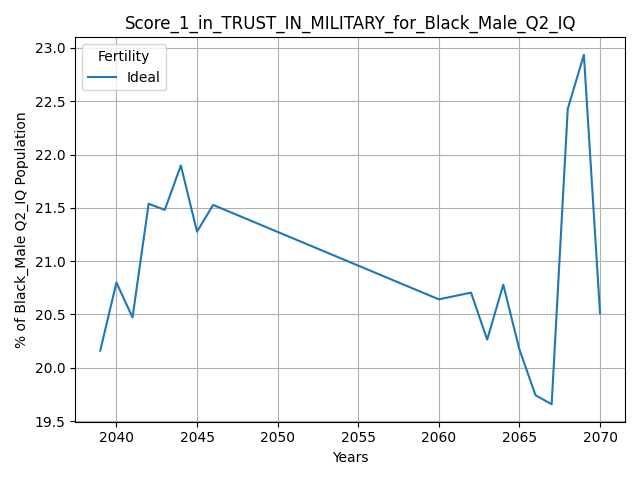 Score_1_in_TRUST_IN_MILITARY_for_Black_Male_Q2_IQ
Fertility
Ideal
% of Black_Male Q2_IQ Population
23.0
22.5
22.0
21.5
21.0
20.5
20.0
19.5
2040 2045 2050 2055 2060 2065 2070
Years